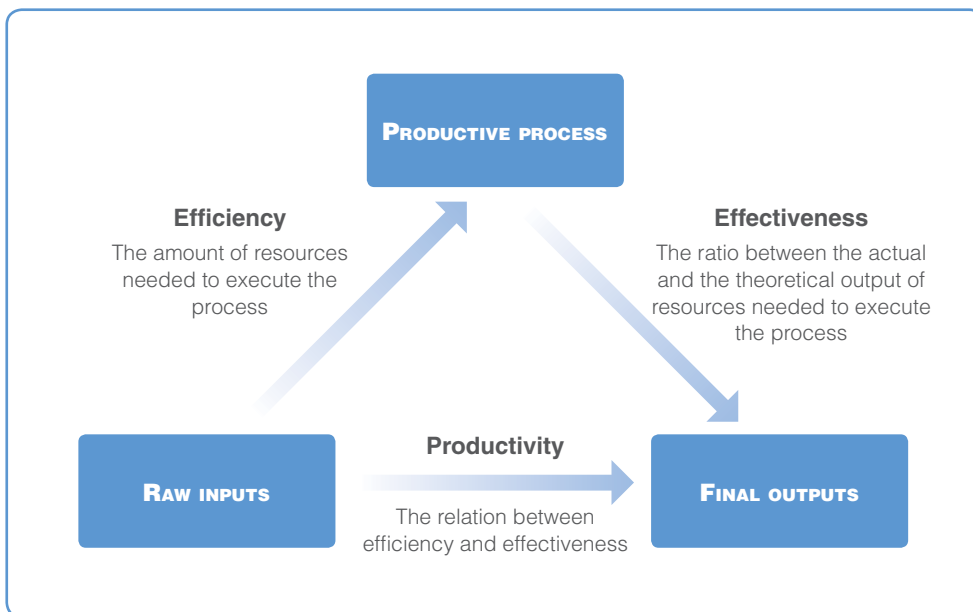 PRODUCTIVE PROCESS
Efficiency
The amount of resources
needed to execute the
process
Effectiveness
The ratio between the actual
and the theoretical output of
resources needed to execute
the process
RAW INPUTS
Productivity
The relation between
efficiency and effectiveness
FINAL OUTPUTS